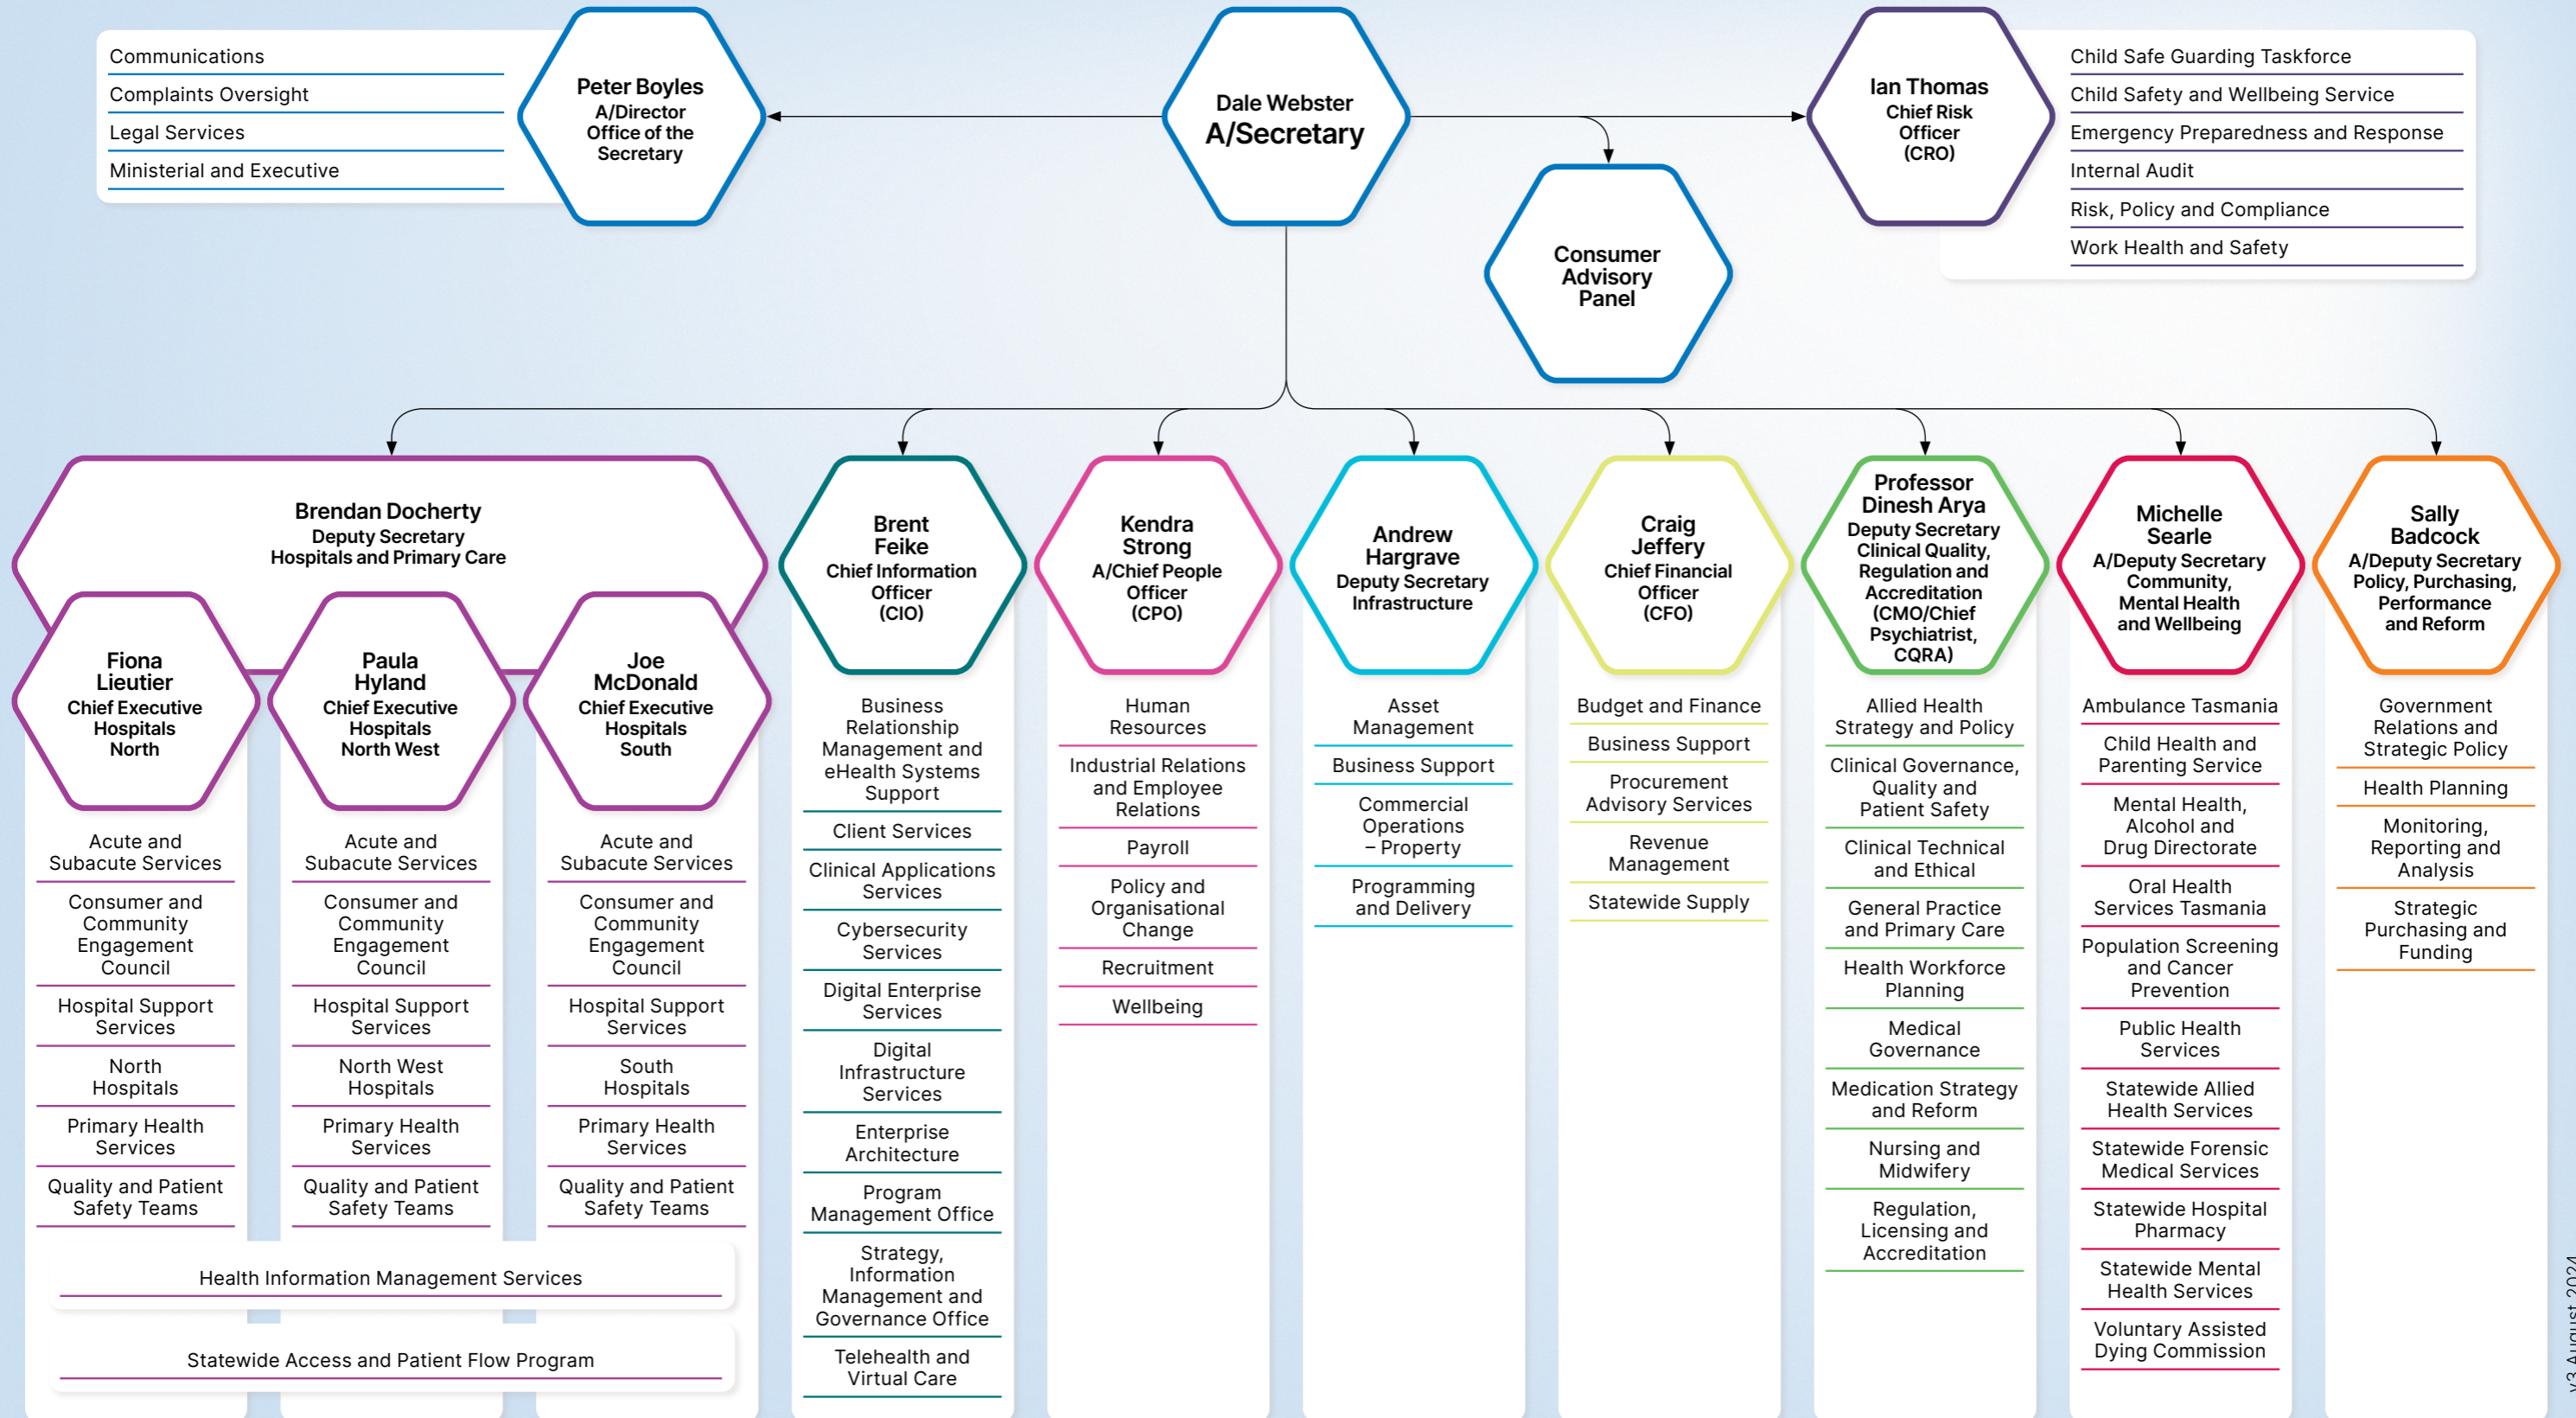 Communications
Complaints Oversight
Legal Services
Ministerial and Executive
Peter Boyles
A/Director
Office of the
Secretary
Dale Webster
A/Secretary
Consumer
Advisory
Panel
Ian Thomas
Chief Risk
Officer
(CRO)
Child Safe Guarding Taskforce
Child Safety and Wellbeing Service
Emergency Preparedness and Response
Internal Audit
Risk, Policy and Compliance
Work Health and Safety
Brendan Docherty
Deputy Secretary
Hospitals and Primary Care
Fiona
Lieutier
Chief Executive
Hospitals
North
Acute and
Subacute Services
Consumer and
Community
Engagement
Council
Hospital Support
Services
North
Hospitals
Primary Health
Services
Quality and Patient
Safety Teams
Paula
Hyland
Chief Executive
Hospitals
North West
Acute and
Subacute Services
Consumer and
Community
Engagement
Council
Hospital Support
Services
North West
Hospitals
Primary Health
Services
Quality and Patient
Safety Teams
Joe
McDonald
Chief Executive
Hospitals
South
Acute and
Subacute Services
Consumer and
Community
Engagement
Council
Hospital Support
Services
South
Hospitals
Primary Health
Services
Quality and Patient
Safety Teams
Health Information Management Services
Statewide Access and Patient Flow Program
Brent
Feike
Chief Information
Officer
(CIO)
Business
Relationship
Management and
eHealth Systems
Support
Client Services
Clinical Applications
Services
Cybersecurity
Services
Digital Enterprise
Services
Digital
Infrastructure
Services
Enterprise
Architecture
Program
Management Office
Strategy,
Information
Management and
Governance Office
Telehealth and
Virtual Care
Kendra
Strong
A/Chief People
Officer
(CPO)
Human
Resources
Industrial Relations
and Employee
Relations
Payroll
Policy and
Organisational
Change
Recruitment
Wellbeing
Andrew
Hargrave
Deputy Secretary
Infrastructure
Asset
Management
Business Support
Commercial
Operations
– Property
Programming
and Delivery
Craig
Jeffery
Chief Financial
Officer
(CFO)
Budget and Finance
Business Support
Procurement
Advisory Services
Revenue
Management
Statewide Supply
Professor
Dinesh Arya
Deputy Secretary
Clinical Quality,
Regulation and
Accreditation
(CMO/Chief
Psychiatrist,
CQRA)
Allied Health
Strategy and Policy
Clinical Governance,
Quality and
Patient Safety
Clinical Technical
and Ethical
General Practice
and Primary Care
Health Workforce
Planning
Medical
Governance
Medication Strategy
and Reform
Nursing and
Midwifery
Regulation,
Licensing and
Accreditation
Michelle
Searle
A/Deputy Secretary
Community,
Mental Health
and Wellbeing
Ambulance Tasmania
Child Health and
Parenting Service
Mental Health,
Alcohol and
Drug Directorate
Oral Health
Services Tasmania
Population Screening
and Cancer
Prevention
Public Health
Services
Statewide Allied
Health Services
Statewide Forensic
Medical Services
Statewide Hospital
Pharmacy
Statewide Mental
Health Services
Voluntary Assisted
Dying Commission
Sally
Badcock
A/Deputy Secretary
Policy, Purchasing,
Performance
and Reform
Government
Relations and
Strategic Policy
Health Planning
Monitoring,
Reporting and
Analysis
Strategic
Purchasing and
Funding
v3 August 2024